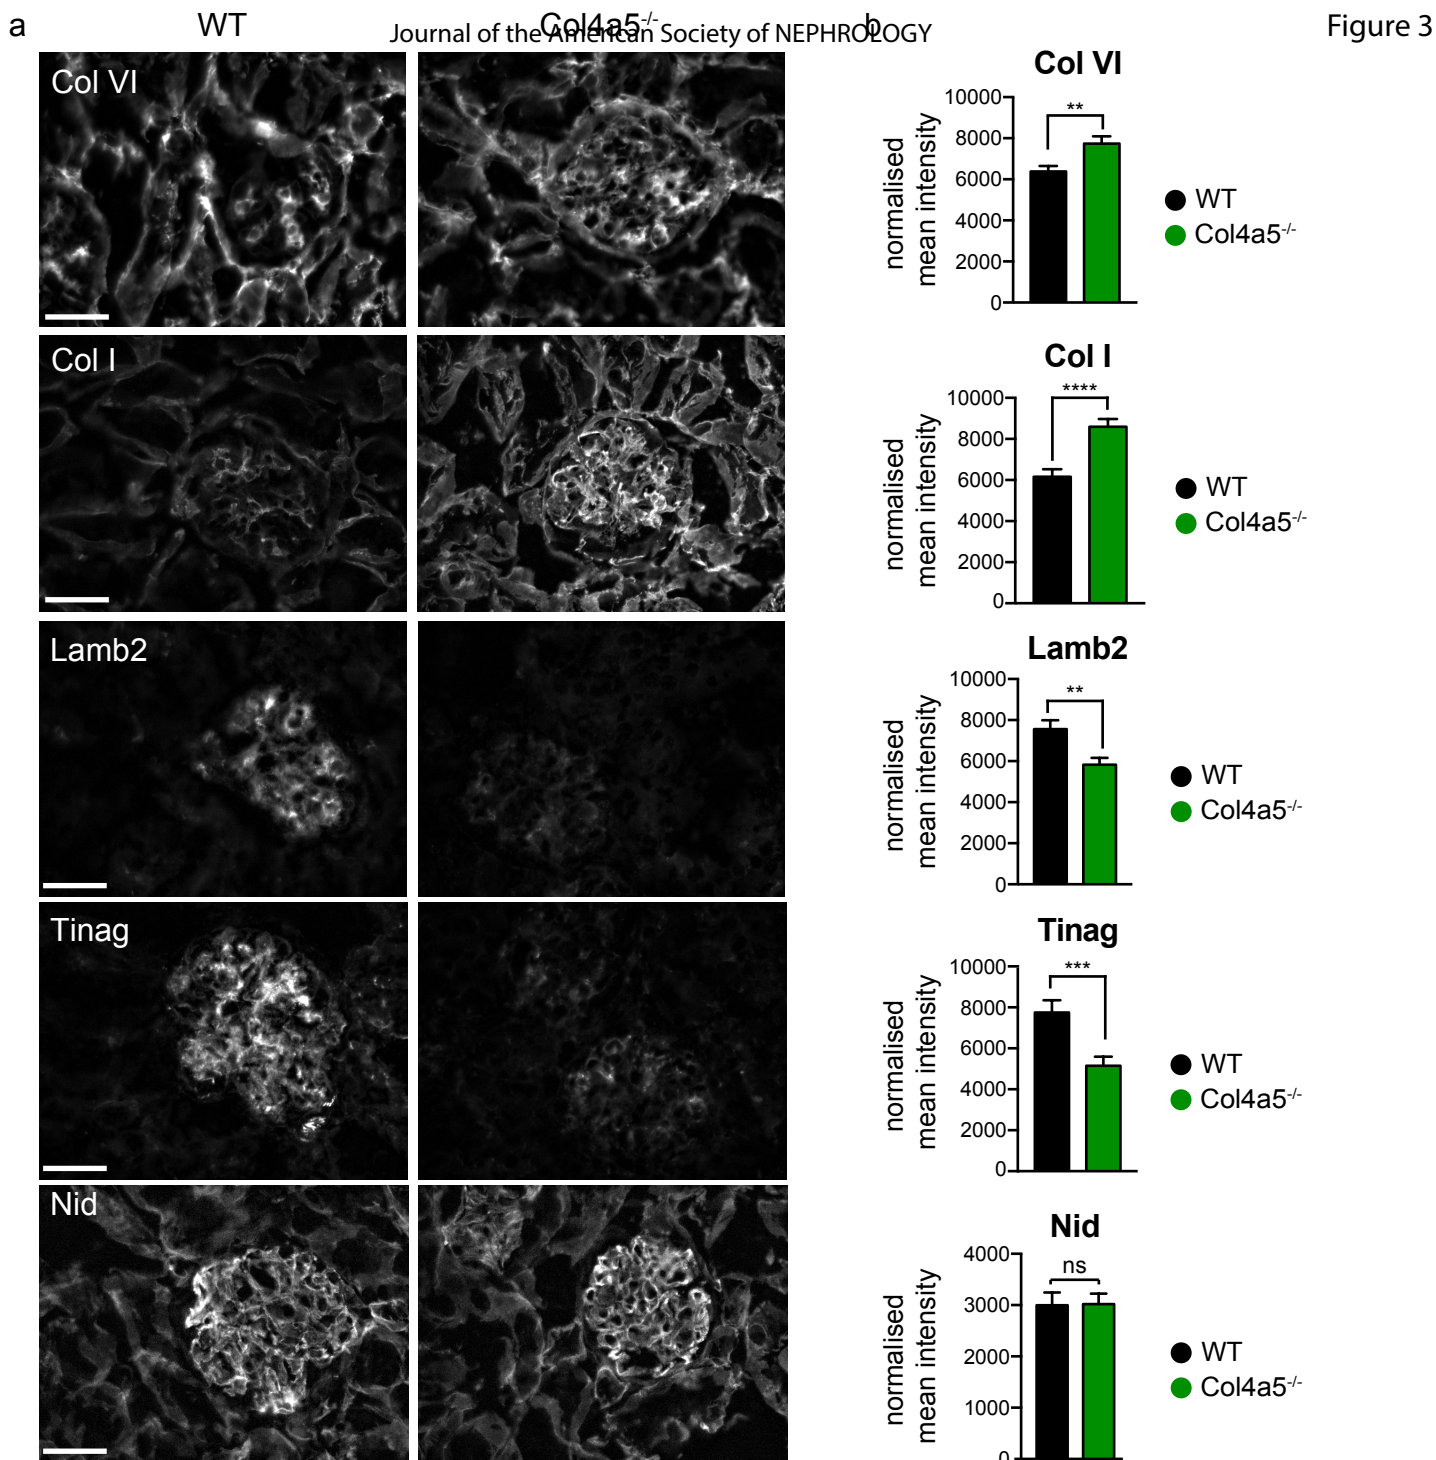 a
WT
Col4a5-/-
Journal of the American Society of NEPHROLOGY
b
Figure 3
Col VI
Col I
Lamb2
Tinag
Nid
Col VI
normalised
mean intensity
10000
8000
6000
4000
2000
0
**
WT
Col4a5-/-
Col I
normalised
mean intensity
10000
8000
6000
4000
2000
0
****
WT
Col4a5-/-
Lamb2
normalised
mean intensity
10000
8000
6000
4000
2000
0
**
WT
Col4a5-/-
Tinag
normalised
mean intensity
10000
8000
6000
4000
2000
0
***
WT
Col4a5-/-
Nid
normalised
mean intensity
4000
3000
2000
1000
0
ns
WT
Col4a5-/-